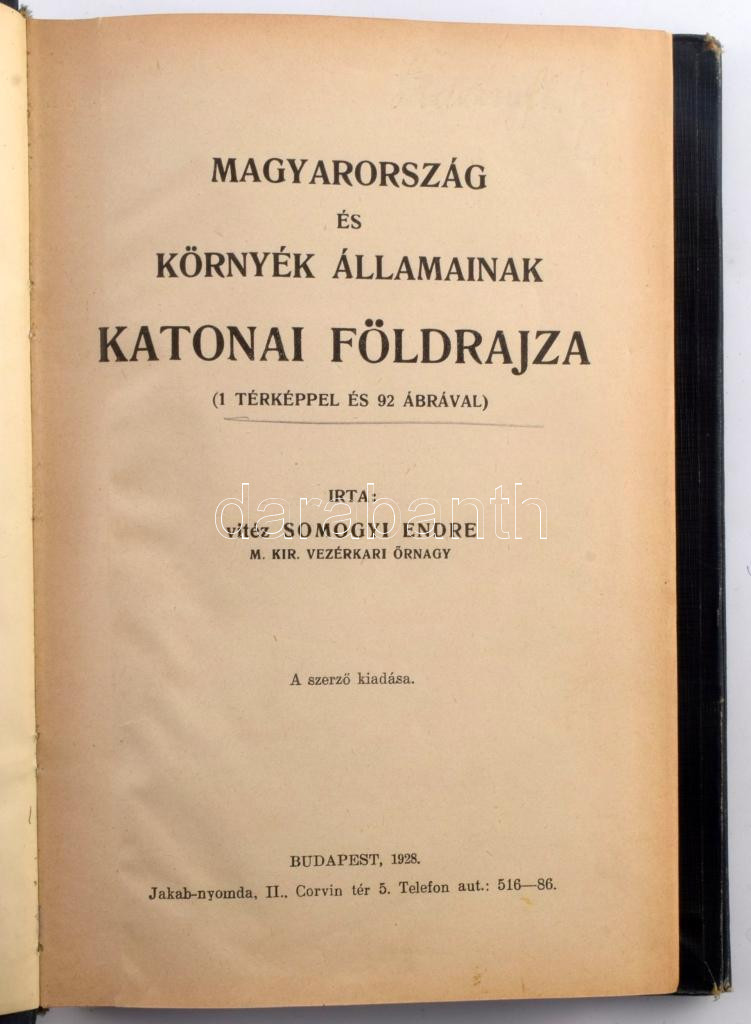 MAGYARORSZÁG
ÉS
KÖRNYÉK ÁLLAMAINAK
KATONAI FÖLDRAJZA
(1 TÉRKÉPPEL ÉS 92 ÁBRÁVAL)
IRTA:
darabanth
vitéz SOMOGYI ENDRE
M. KIR. VEZÉRKARI ŐRNAGY
A szerző kiadása.
BUDAPEST, 1928.
Jakab-nyomda, II., Corvin tér 5. Telefon aut.: 516—86.